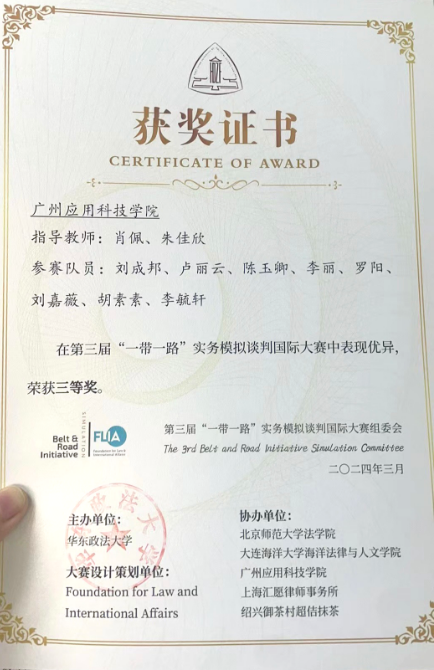 获奖证书
CERTIFICATE OF AWARD
广州应用科技学院
指导教师：肖佩、朱佳欣
参赛队员：刘成邦、卢丽云、陈玉卿、李丽、罗阳、
刘嘉薇、胡素素、李毓轩
在第三届“一带一路”实务模拟谈判国际大赛中表现优异，
荣获三等奖。
Belt &
Road
Initiative
SIMULATION
FLIA
Foundation for Law &
International Affairs
第三届“一带一路”实务模拟谈判国际大赛组委会
The 3rd Belt and Road Initiative Simulation Committee
二〇二四年三月
主办单位：
华东政法大学
大赛设计策划单位：
Foundation for Law and
International Affairs
协办单位：
北京师范大学法学院
大连海洋大学海洋法律与人文学院
广州应用科技学院
上海汇愿律师事务所
绍兴御茶村超佶抹茶